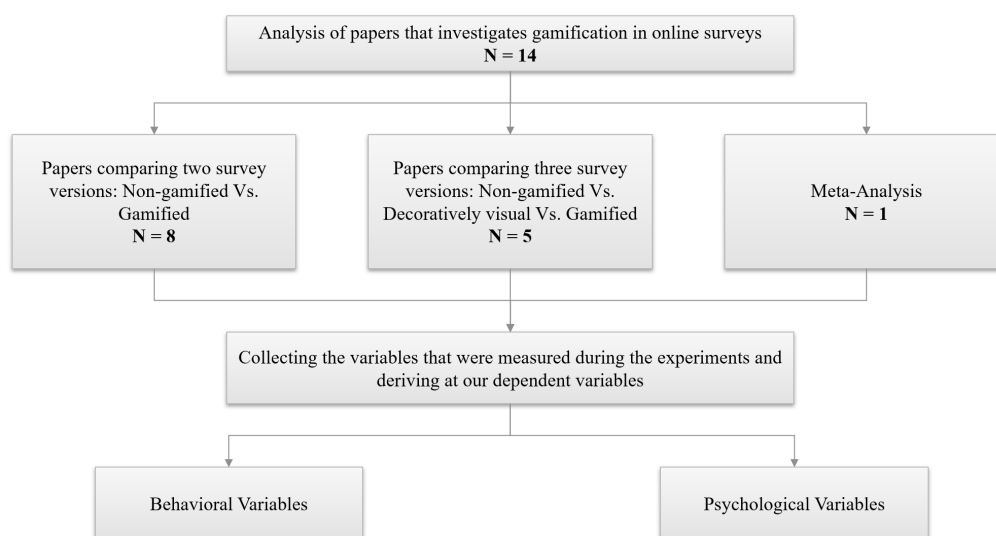 Analysis of papers that investigates gamification in online surveys
N = 14
Papers comparing two survey
versions: Non-gamified Vs.
Gamified
N = 8
Papers comparing three survey
versions: Non-gamified Vs.
Decoratively visual Vs. Gamified
N = 5
Meta-Analysis
N = 1
Collecting the variables that were measured during the experiments and
deriving at our dependent variables
Behavioral Variables
Psychological Variables